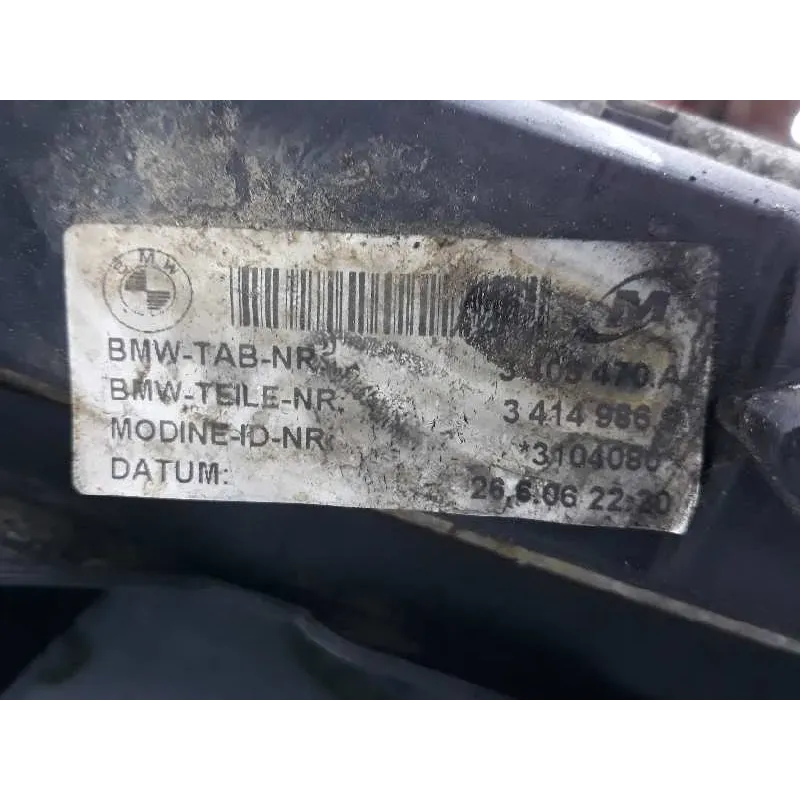 BMW
M
BMW-TAB-NR.: 470.A
BMW-TEILE-NR.: 3 414 986
MODINE-ID-NR. *3104080
DATUM: 26.6.06 22:20